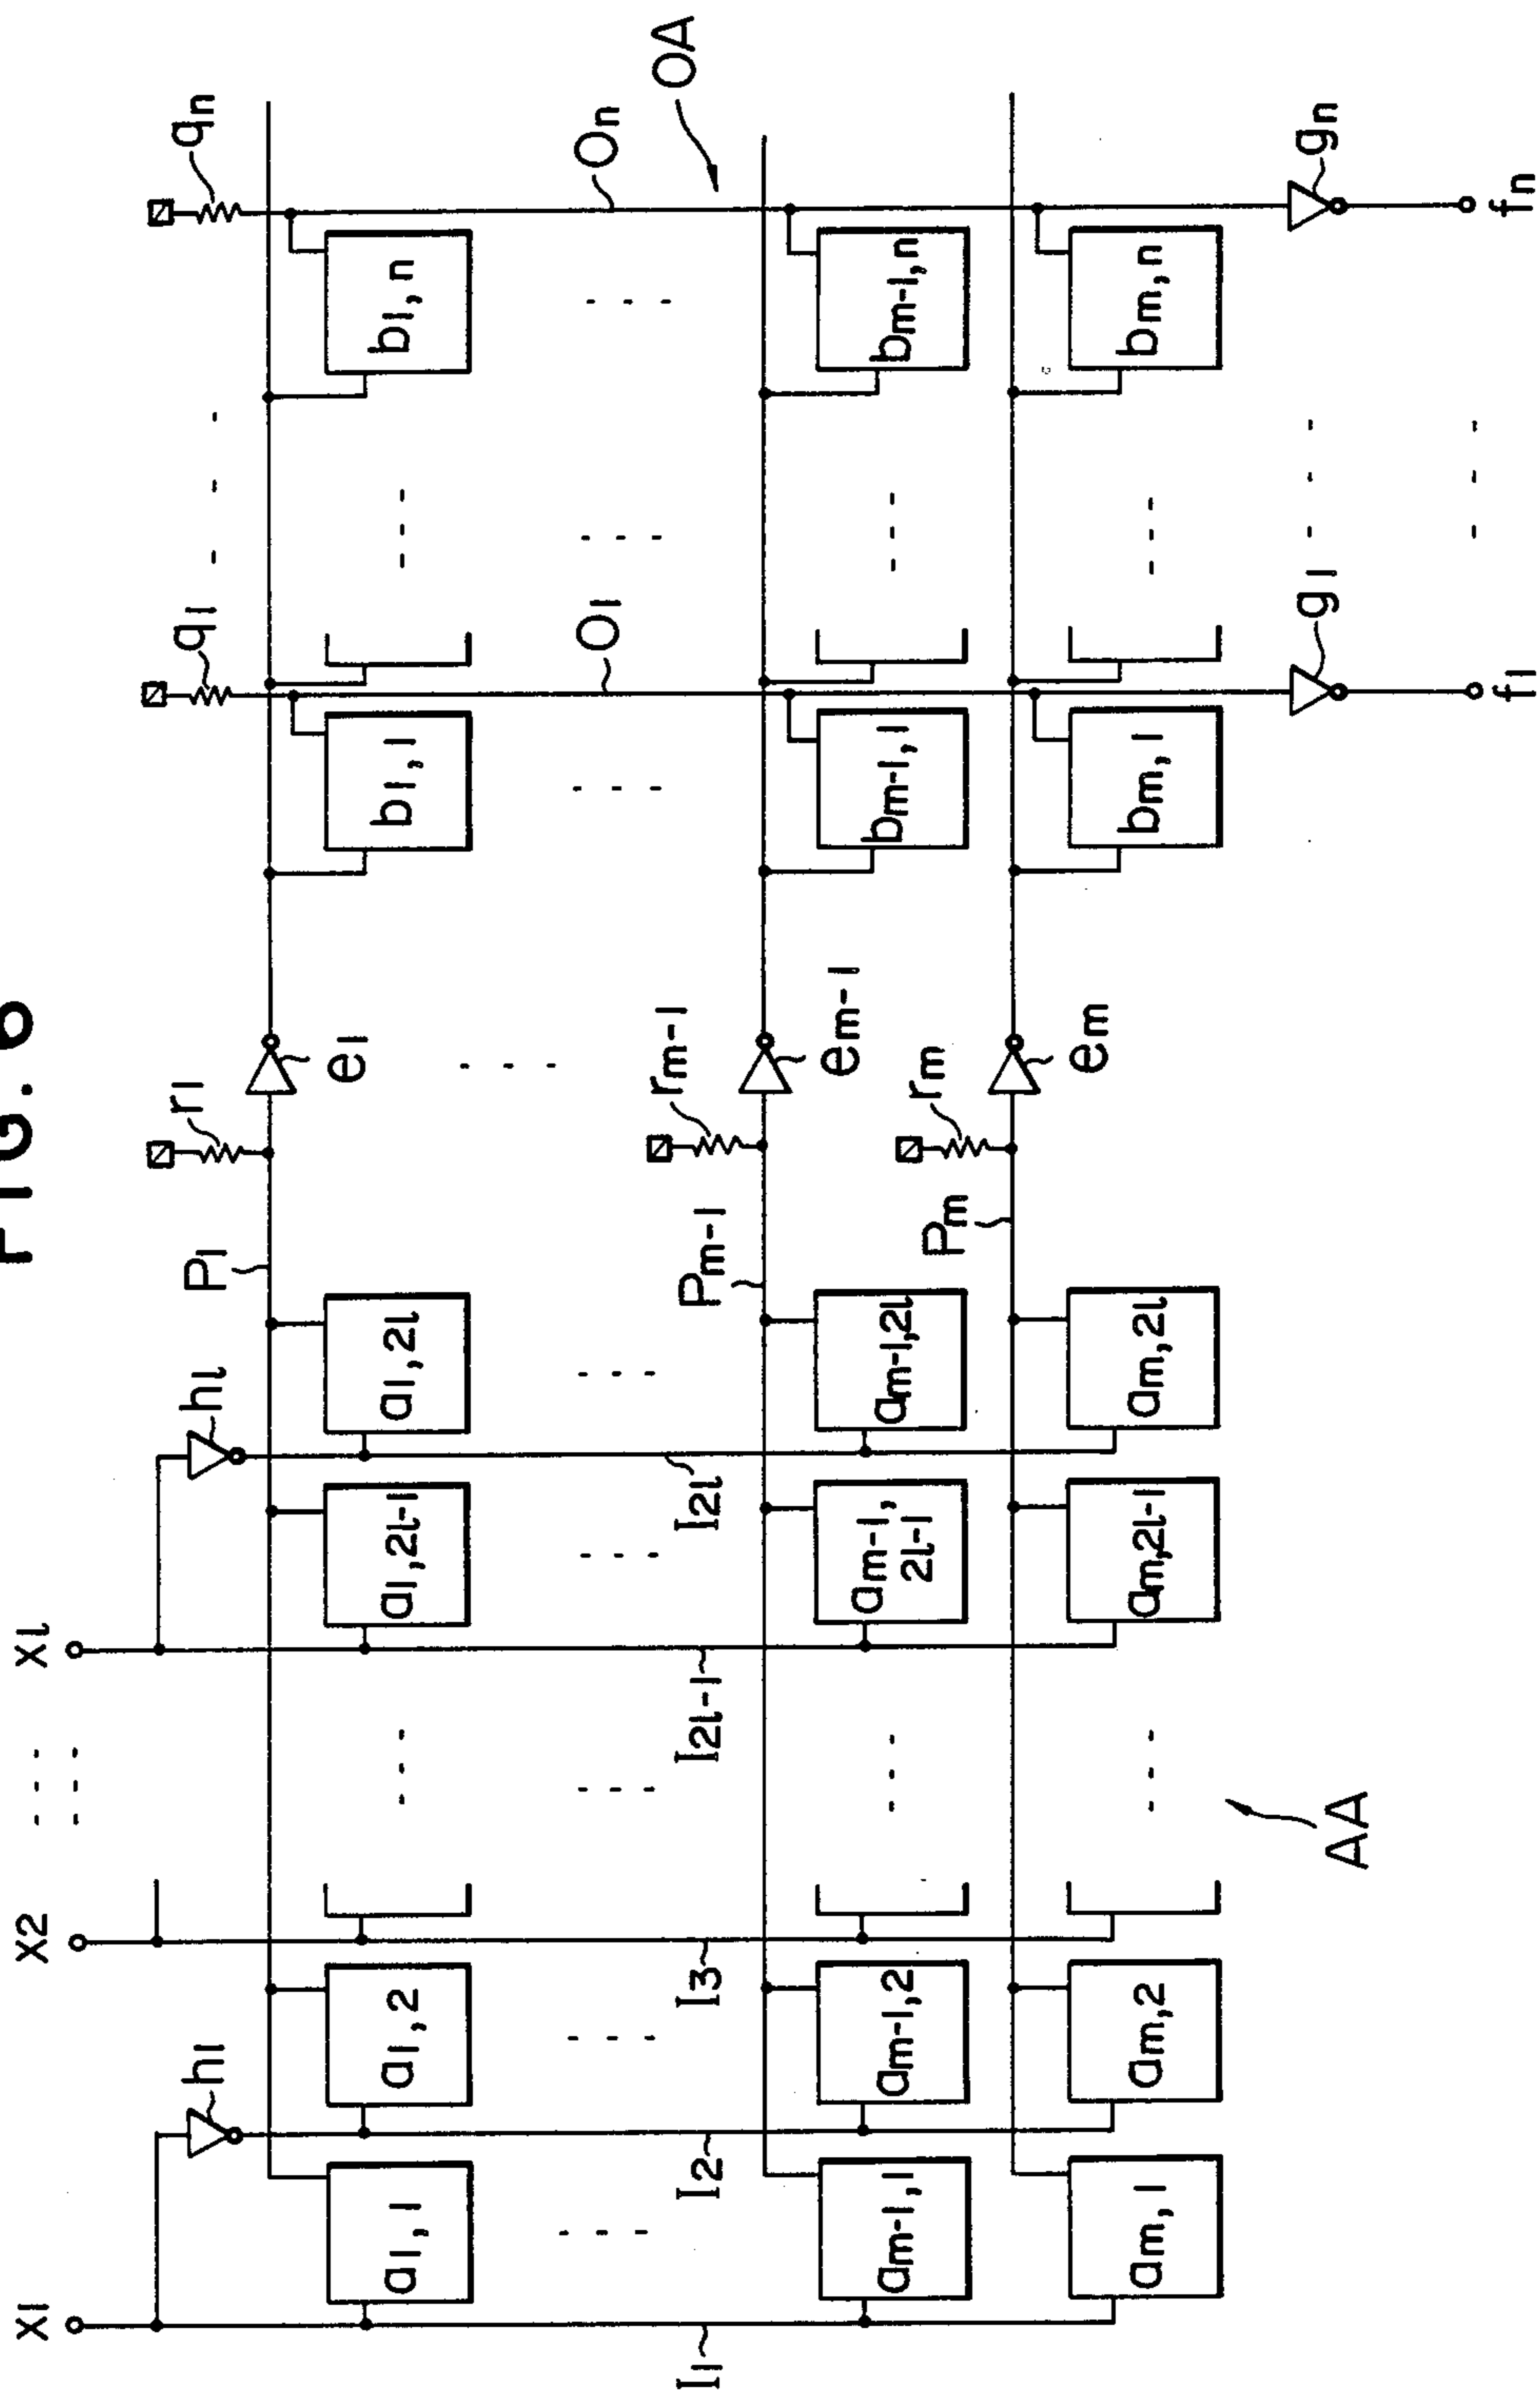 FIG. 6
x1
x2
xl
h1
hl
P1
r1
e1
q1
qn
a1,1
a1,2
a1,2l-1
a1,2l
b1,1
b1,n
I1
I2
I3
I2l-1
I2l
O1
On
OA
Pm-1
rm-1
em-1
am-1,1
am-1,2
am-1,
2l-1
am-1,2l
bm-1,1
bm-1,n
Pm
rm
em
am,1
am,2
am,2l-1
am,2l
bm,1
bm,n
AA
g1
gn
f1
fn